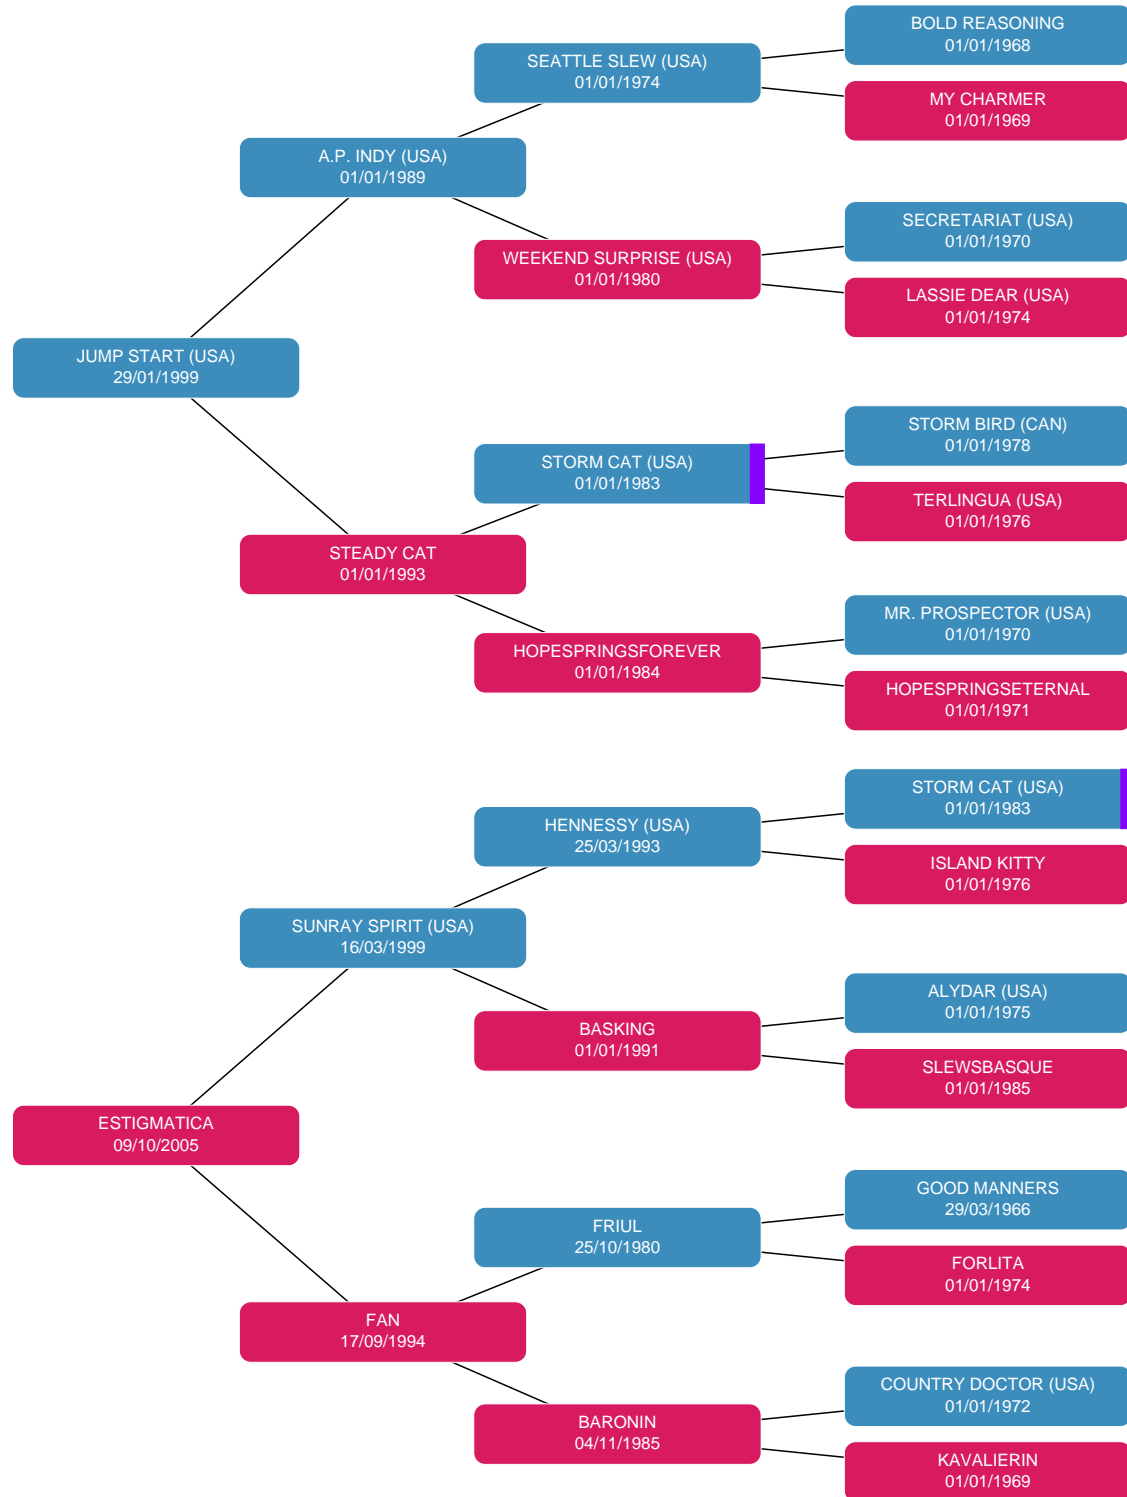 BOLD REASONING
01/01/1968
SEATTLE SLEW (USA)
01/01/1974
MY CHARMER
01/01/1969
A.P. INDY (USA)
01/01/1989
SECRETARIAT (USA)
01/01/1970
WEEKEND SURPRISE (USA)
01/01/1980
LASSIE DEAR (USA)
01/01/1974
JUMP START (USA)
29/01/1999
STORM BIRD (CAN)
01/01/1978
STORM CAT (USA)
01/01/1983
TERLINGUA (USA)
01/01/1976
STEADY CAT
01/01/1993
MR. PROSPECTOR (USA)
01/01/1970
HOPESPRINGSFOREVER
01/01/1984
HOPESPRINGSETERNAL
01/01/1971
STORM CAT (USA)
01/01/1983
HENNESSY (USA)
25/03/1993
ISLAND KITTY
01/01/1976
SUNRAY SPIRIT (USA)
16/03/1999
ALYDAR (USA)
01/01/1975
BASKING
01/01/1991
SLEWSBASQUE
01/01/1985
ESTIGMATICA
09/10/2005
GOOD MANNERS
29/03/1966
FRIUL
25/10/1980
FORLITA
01/01/1974
FAN
17/09/1994
COUNTRY DOCTOR (USA)
01/01/1972
BARONIN
04/11/1985
KAVALIERIN
01/01/1969